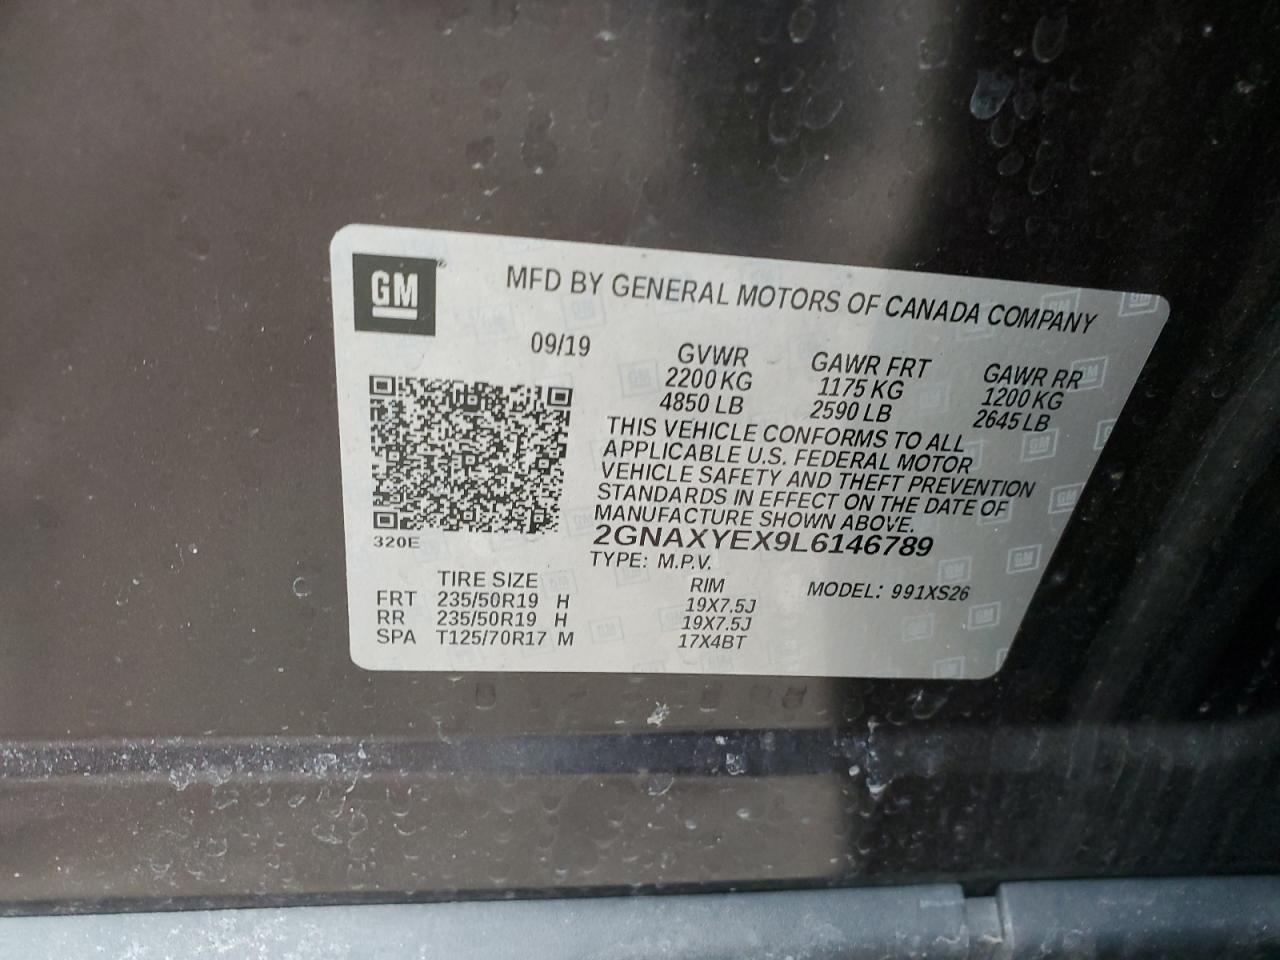 GM
MFD BY GENERAL MOTORS OF CANADA COMPANY
09/19
GVWR GAWR FRT GAWR RR
2200 KG 1175 KG 1200 KG
4850 LB 2590 LB 2645 LB
THIS VEHICLE CONFORMS TO ALL
APPLICABLE U.S. FEDERAL MOTOR
VEHICLE SAFETY AND THEFT PREVENTION
STANDARDS IN EFFECT ON THE DATE OF
MANUFACTURE SHOWN ABOVE.
320E
2GNAXYEX9L6146789
TYPE: M.P.V. MODEL: 991XS26
TIRE SIZE RIM
FRT 235/50R19 H 19X7.5J
RR 235/50R19 H 19X7.5J
SPA T125/70R17 M 17X4BT